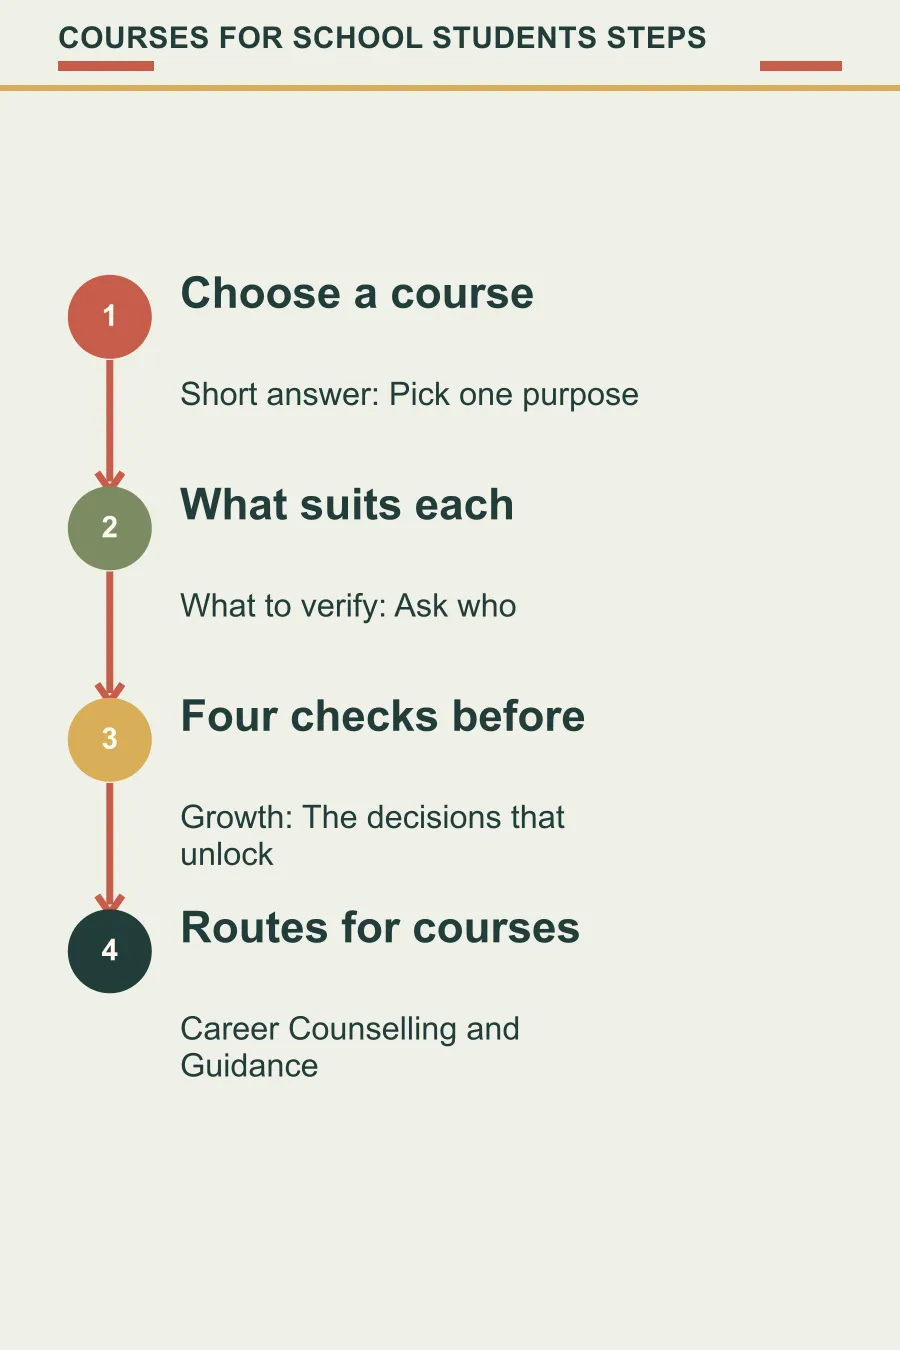 COURSES FOR SCHOOL STUDENTS STEPS
1
Choose a course
Short answer: Pick one purpose
2
What suits each
What to verify: Ask who
3
Four checks before
Growth: The decisions that
unlock
4
Routes for courses
Career Counselling and
Guidance